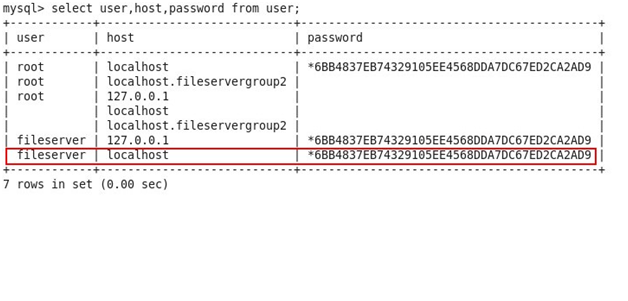 mysql> select user,host,password from user;
+------------+---------------------------+-------------------------------------------+
| user       | host                      | password                                  |
+------------+---------------------------+-------------------------------------------+
| root       | localhost                 | *6BB4837EB74329105EE4568DDA7DC67ED2CA2AD9 |
| root       | localhost.fileservergroup2 |                                           |
| root       | 127.0.0.1                 |                                           |
|            | localhost                 |                                           |
|            | localhost.fileservergroup2 |                                           |
| fileserver | 127.0.0.1                 | *6BB4837EB74329105EE4568DDA7DC67ED2CA2AD9 |
| fileserver | localhost                 | *6BB4837EB74329105EE4568DDA7DC67ED2CA2AD9 |
+------------+---------------------------+-------------------------------------------+
7 rows in set (0.00 sec)